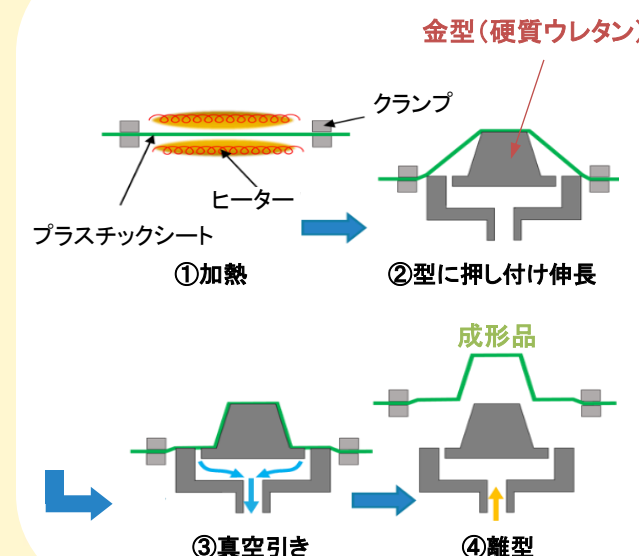 金型（硬質ウレタン）
クランプ
ヒーター
プラスチックシート
①加熱
②型に押し付け伸長
成形品
③真空引き
④離型